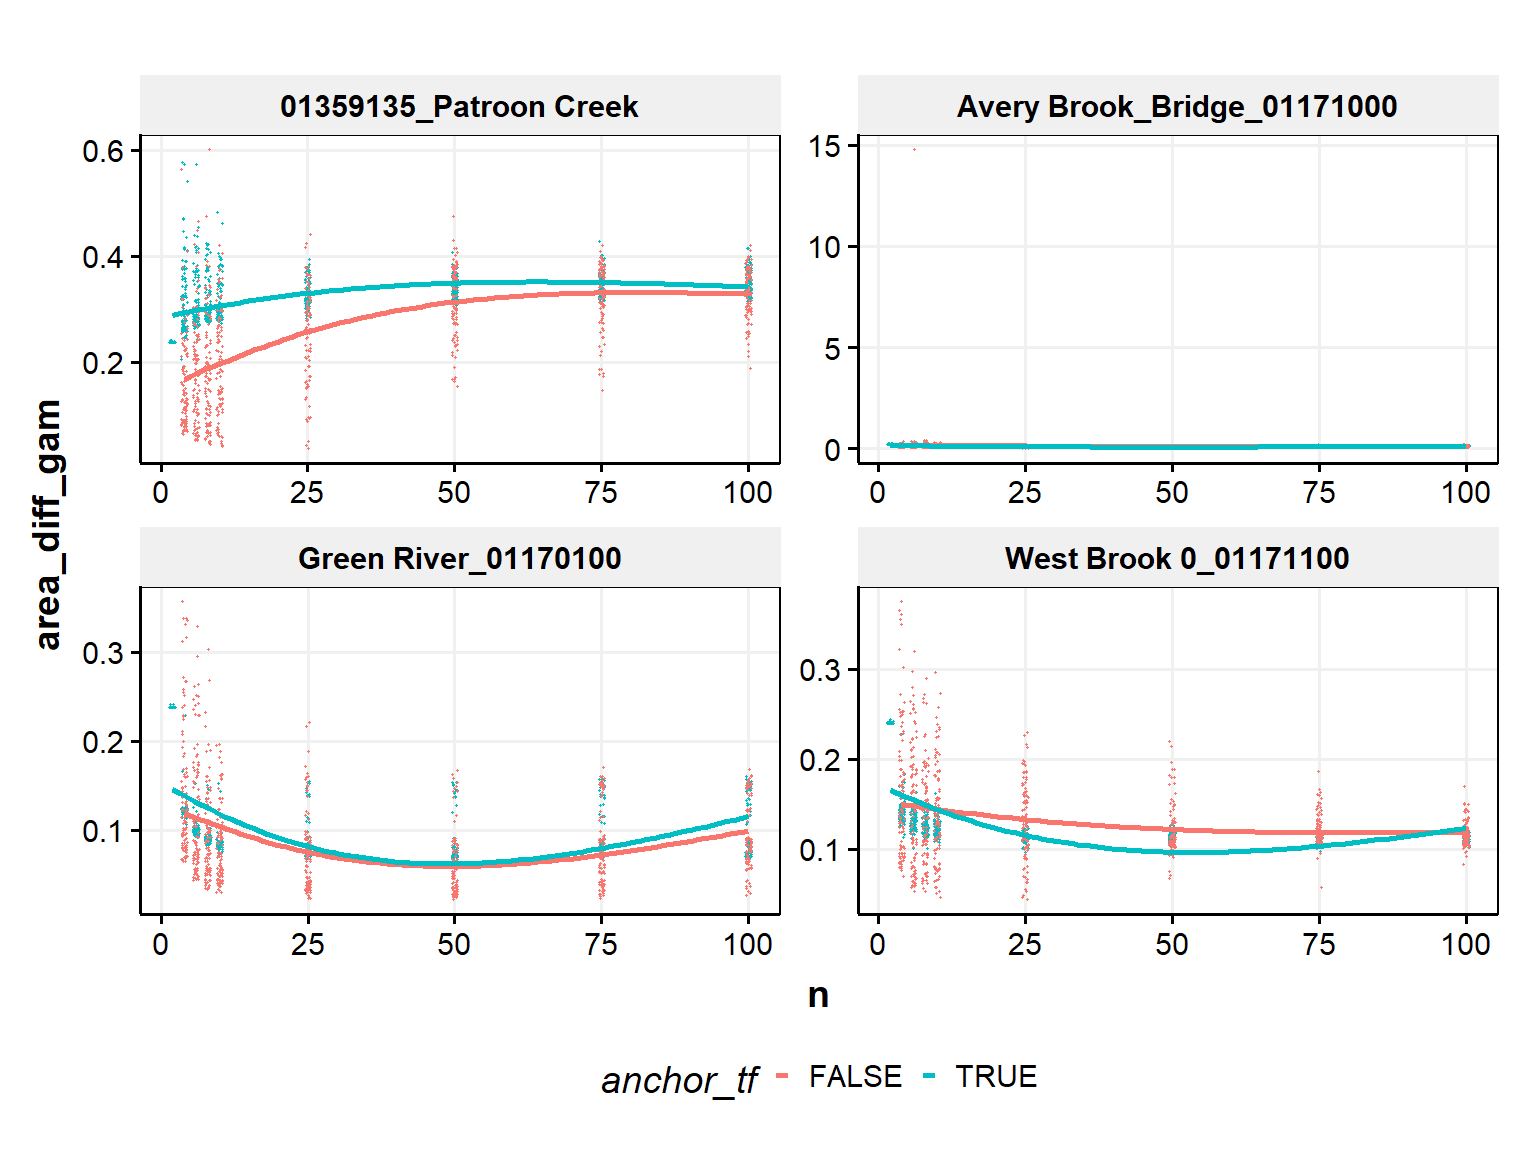 01359135_Patroon Creek
Avery Brook_Bridge_01171000
0.6
0.4
0.2
15
10
5
0
0 25 50 75 100
0 25 50 75 100
area_diff_gam
Green River_01170100
West Brook 0_01171100
0.3
0.2
0.1
0.3
0.2
0.1
0 25 50 75 100
0 25 50 75 100
n
anchor_tf FALSE TRUE